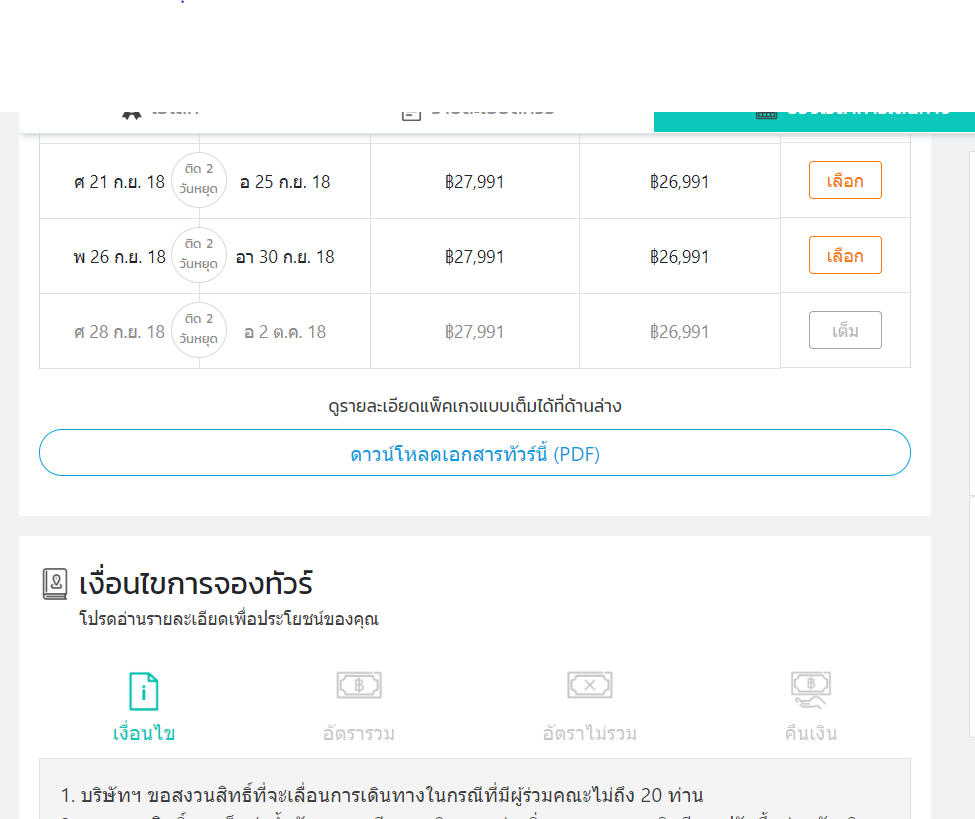 ศ 21 ก.ย. 18 ติด 2 วันหยุด อ 25 ก.ย. 18 ฿27,991 ฿26,991 เลือก
พ 26 ก.ย. 18 ติด 2 วันหยุด อา 30 ก.ย. 18 ฿27,991 ฿26,991 เลือก
ศ 28 ก.ย. 18 ติด 2 วันหยุด อ 2 ต.ค. 18 ฿27,991 ฿26,991 เต็ม
ดูรายละเอียดแพ็คเกจแบบเต็มได้ที่ด้านล่าง
ดาวน์โหลดเอกสารทัวร์นี้ (PDF)
เงื่อนไขการจองทัวร์
โปรดอ่านรายละเอียดเพื่อประโยชน์ของคุณ
เงื่อนไข อัตรารวม อัตราไม่รวม คืนเงิน
1. บริษัทฯ ขอสงวนสิทธิ์ที่จะเลื่อนการเดินทางในกรณีที่มีผู้ร่วมคณะไม่ถึง 20 ท่าน